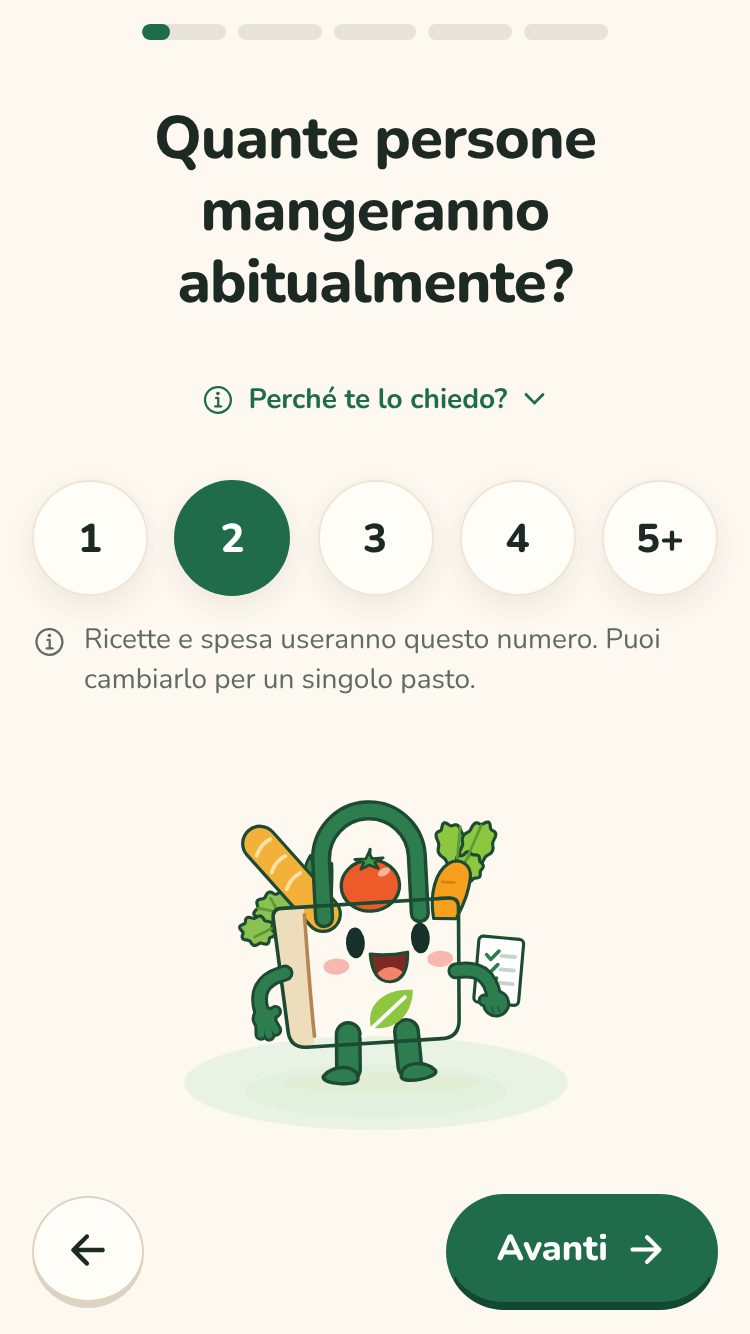 Quante persone
mangeranno
abitualmente?
Perché te lo chiedo?
1
2
3
4
5+
Ricette e spesa useranno questo numero. Puoi
cambiarlo per un singolo pasto.
Avanti